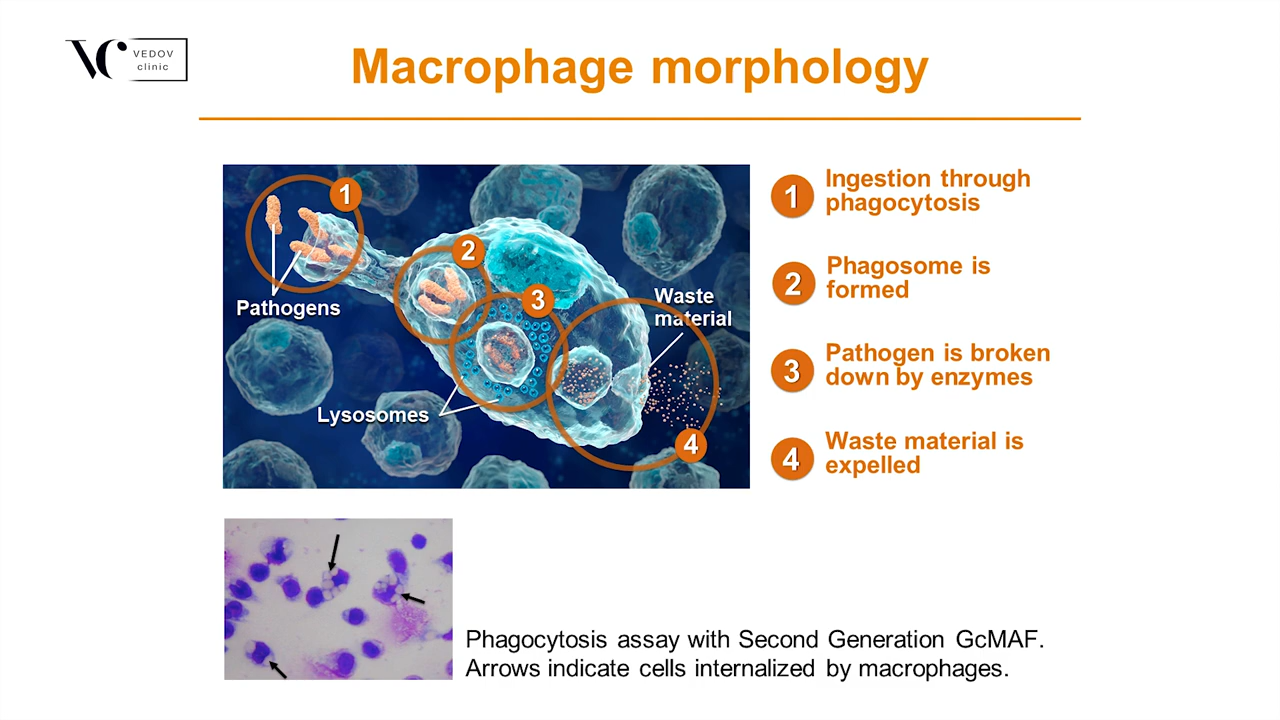 VC VEDOV
clinic
Macrophage morphology
1
2
3
4
Pathogens
Lysosomes
Waste
material
1 Ingestion through
phagocytosis
2 Phagosome is
formed
3 Pathogen is broken
down by enzymes
4 Waste material is
expelled
Phagocytosis assay with Second Generation GcMAF.
Arrows indicate cells internalized by macrophages.